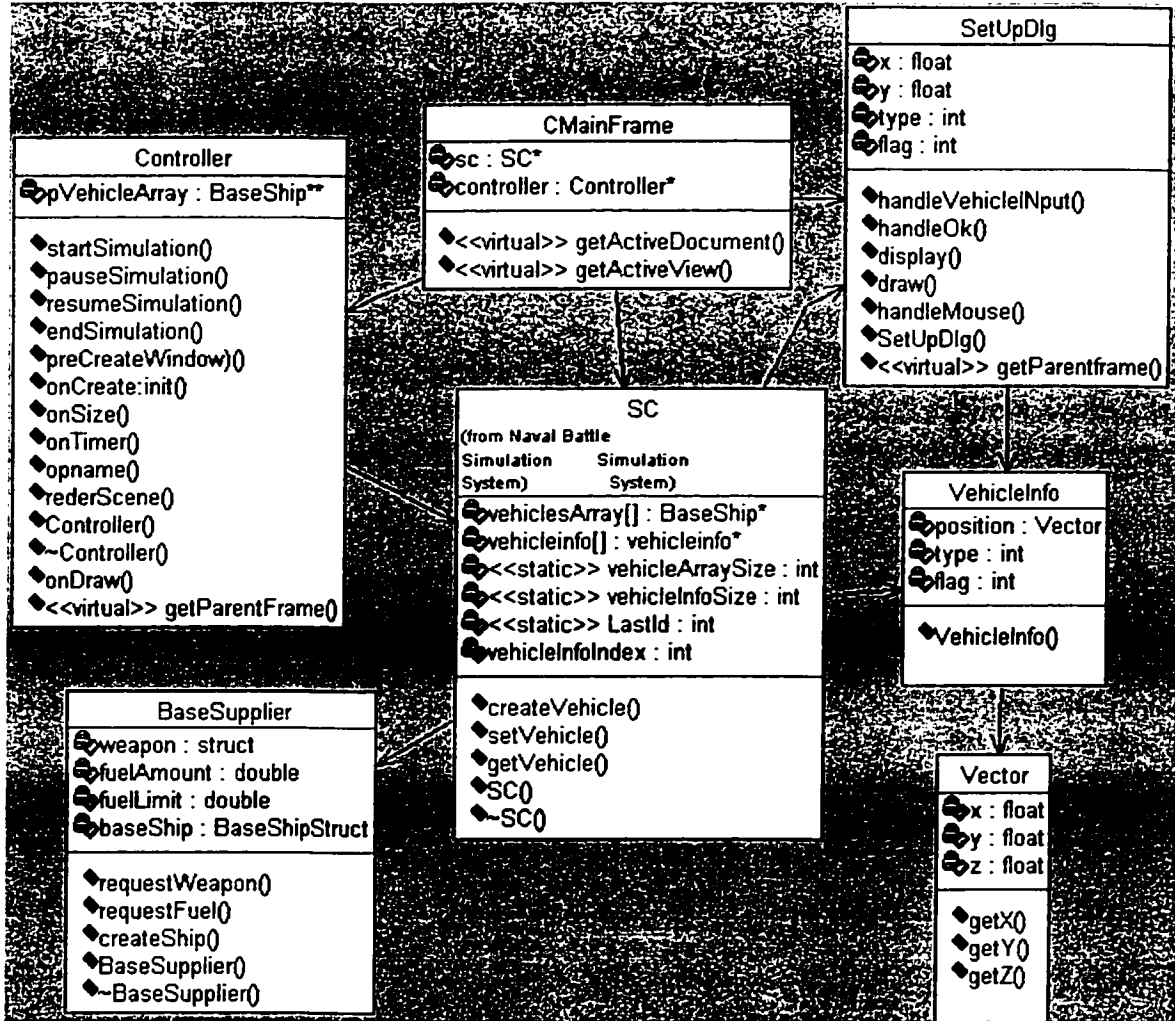 Controller
pVehicleArray : BaseShip**
startSimulation()
pauseSimulation()
resumeSimulation()
endSimulation()
preCreateWindow)()
onCreate:init()
onSize()
onTimer()
opname()
rederScene()
Controller()
~Controller()
onDraw()
<<virtual>> getParentFrame()
CMainFrame
sc : SC*
controller : Controller*
<<virtual>> getActiveDocument()
<<virtual>> getActiveView()
SetUpDlg
x : float
y : float
type : int
flag : int
handleVehicleINput()
handleOk()
display()
draw()
handleMouse()
SetUpDlg()
<<virtual>> getParentframe()
SC
(from Naval Battle
Simulation Simulation
System) System)
vehiclesArray[] : BaseShip*
vehicleinfo[] : vehicleinfo*
<<static>> vehicleArraySize : int
<<static>> vehicleInfoSize : int
<<static>> LastId : int
vehicleInfoIndex : int
createVehicle()
setVehicle()
getVehicle()
SC()
~SC()
VehicleInfo
position : Vector
type : int
flag : int
VehicleInfo()
BaseSupplier
weapon : struct
fuelAmount : double
fuelLimit : double
baseShip : BaseShipStruct
requestWeapon()
requestFuel()
createShip()
BaseSupplier()
~BaseSupplier()
Vector
x : float
y : float
z : float
getX()
getY()
getZ()